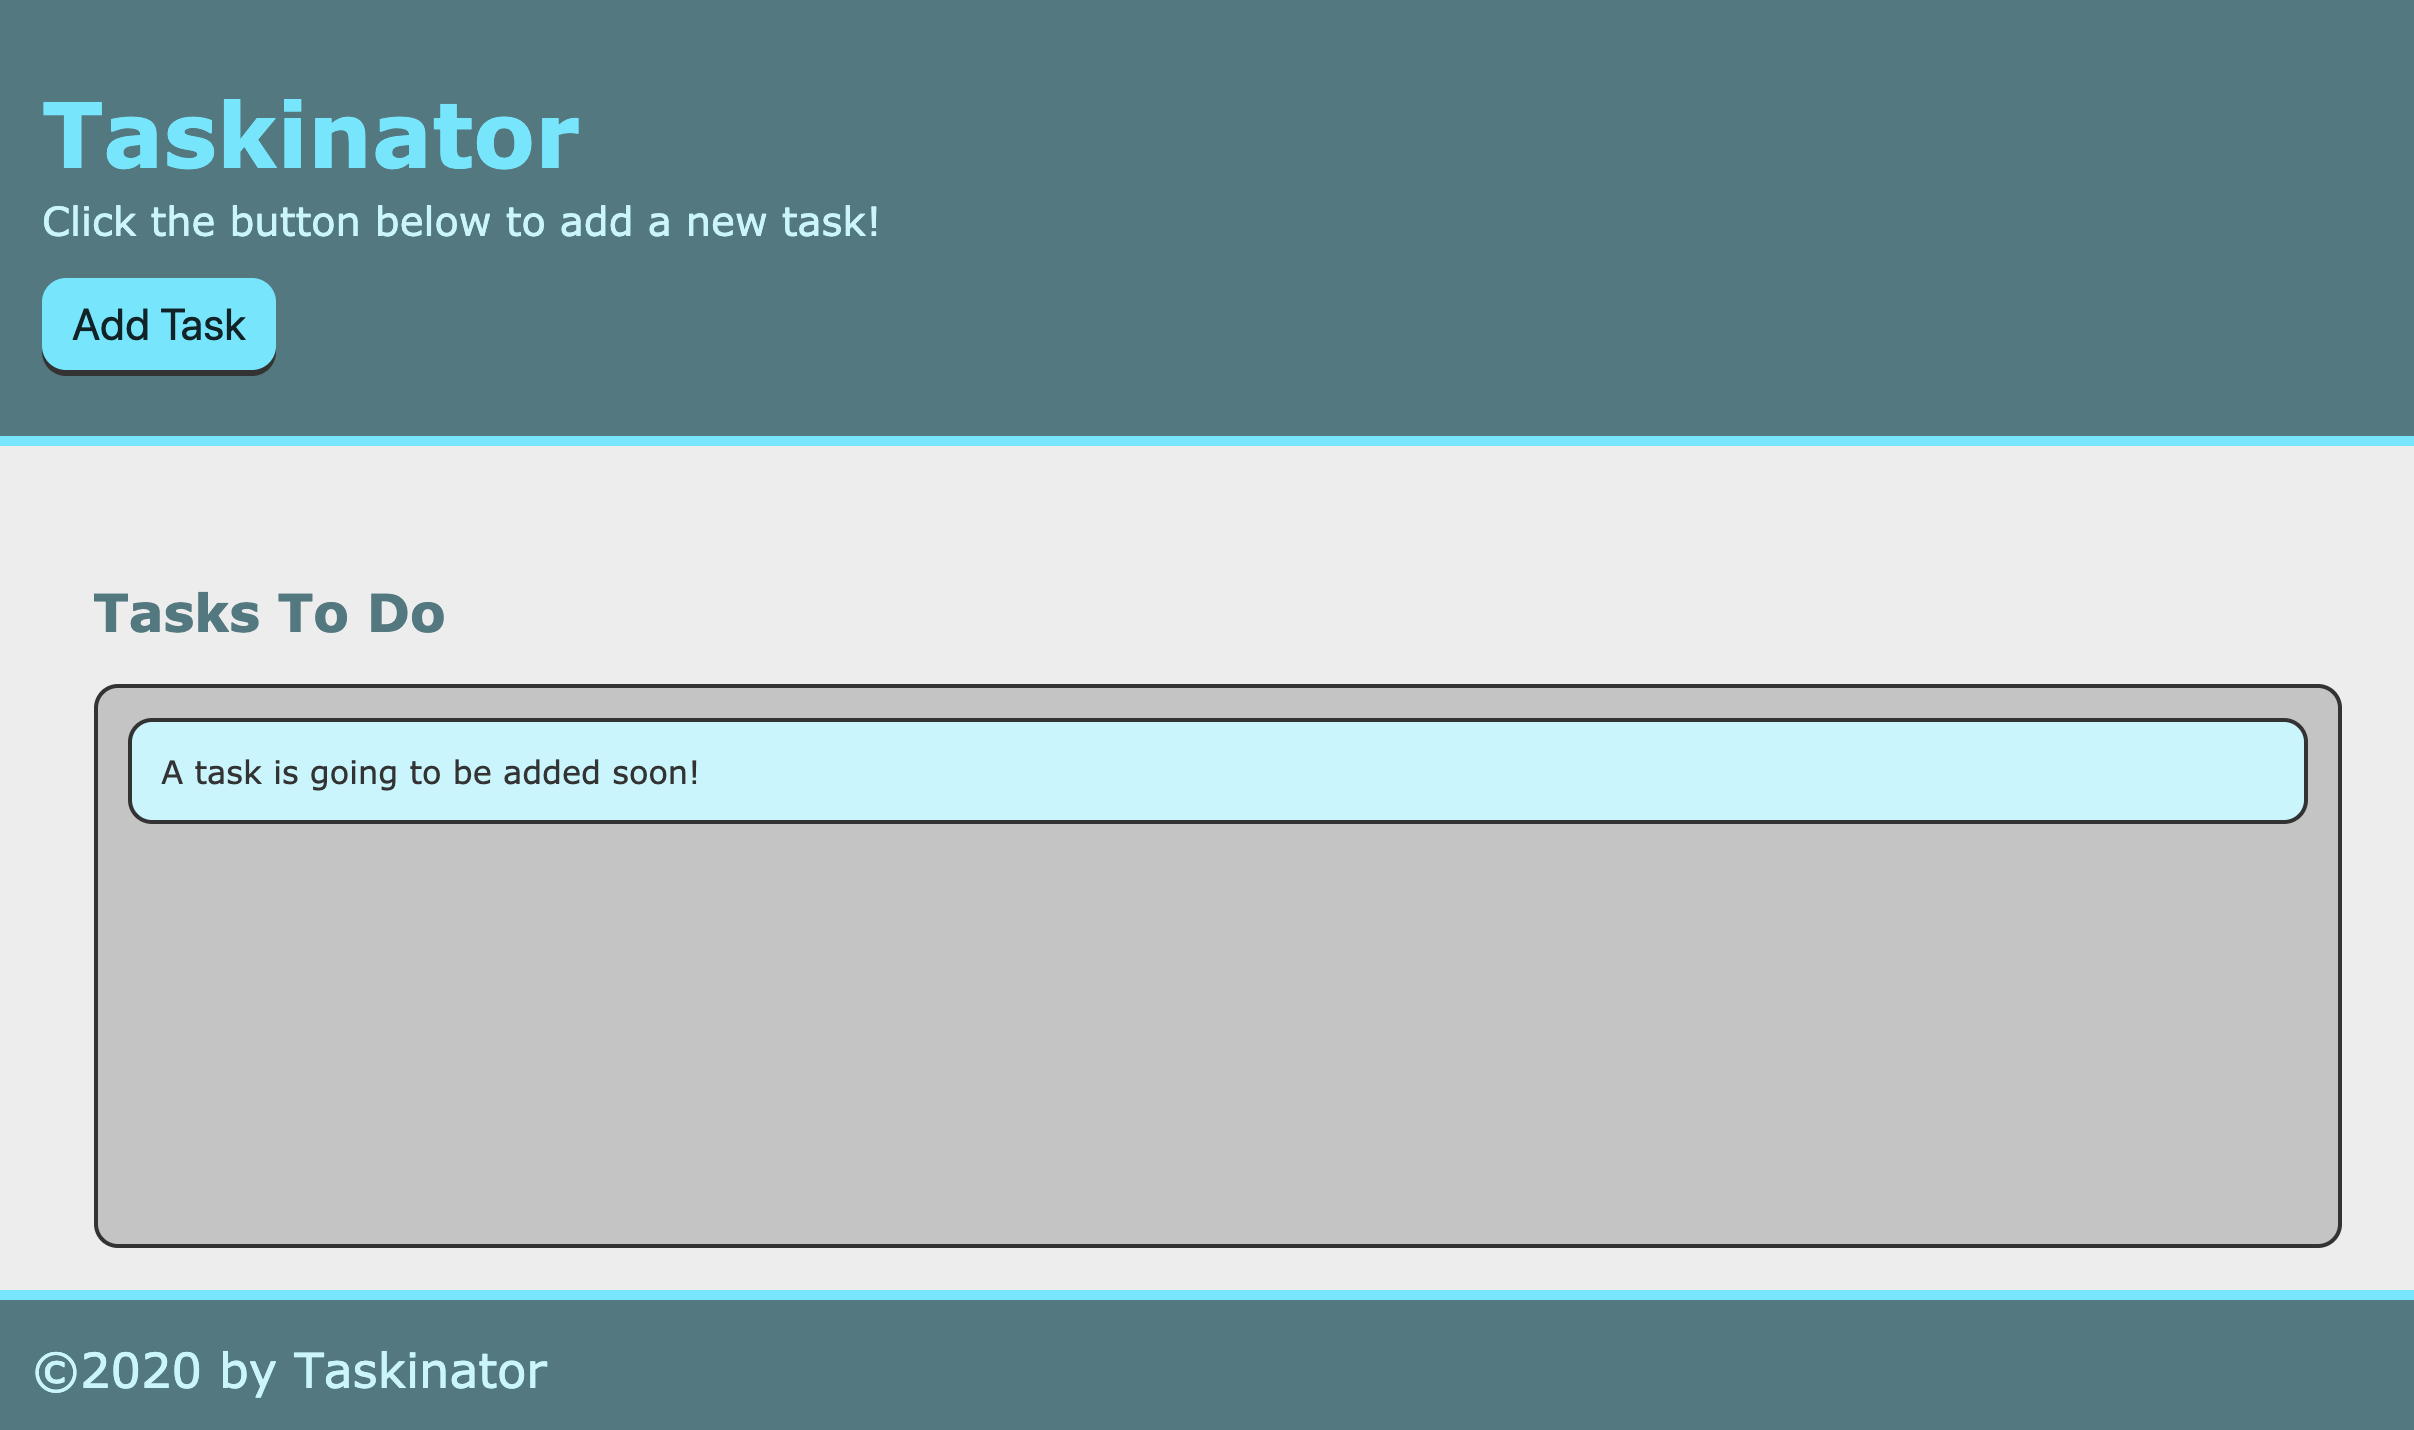 Taskinator
Click the button below to add a new task!
Add Task
Tasks To Do
A task is going to be added soon!
©2020 by Taskinator